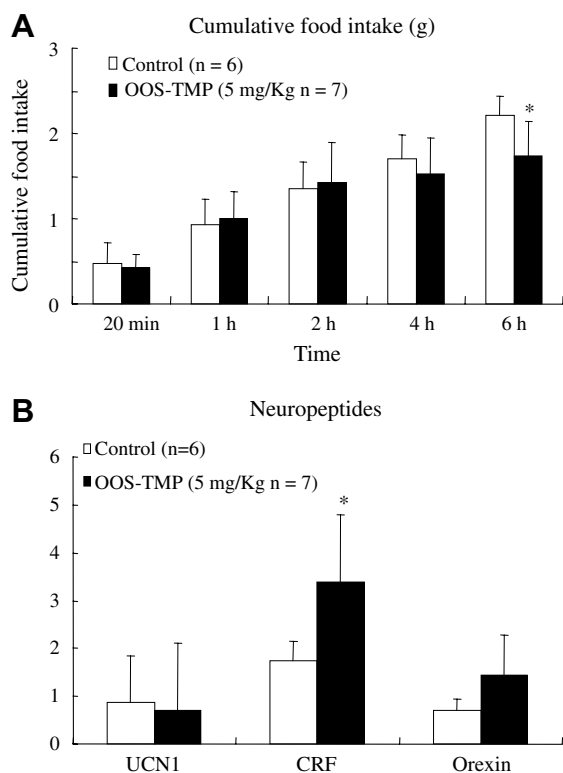 A
Cumulative food intake (g)
3
Control (n = 6)
OOS-TMP (5 mg/Kg n = 7)
*
2
1
0
Cumulative food intake
20 min 1 h 2 h 4 h 6 h
Time
B
Neuropeptides
6
Control (n=6)
OOS-TMP (5 mg/Kg n = 7)
5
*
4
3
2
1
0
UCN1 CRF Orexin